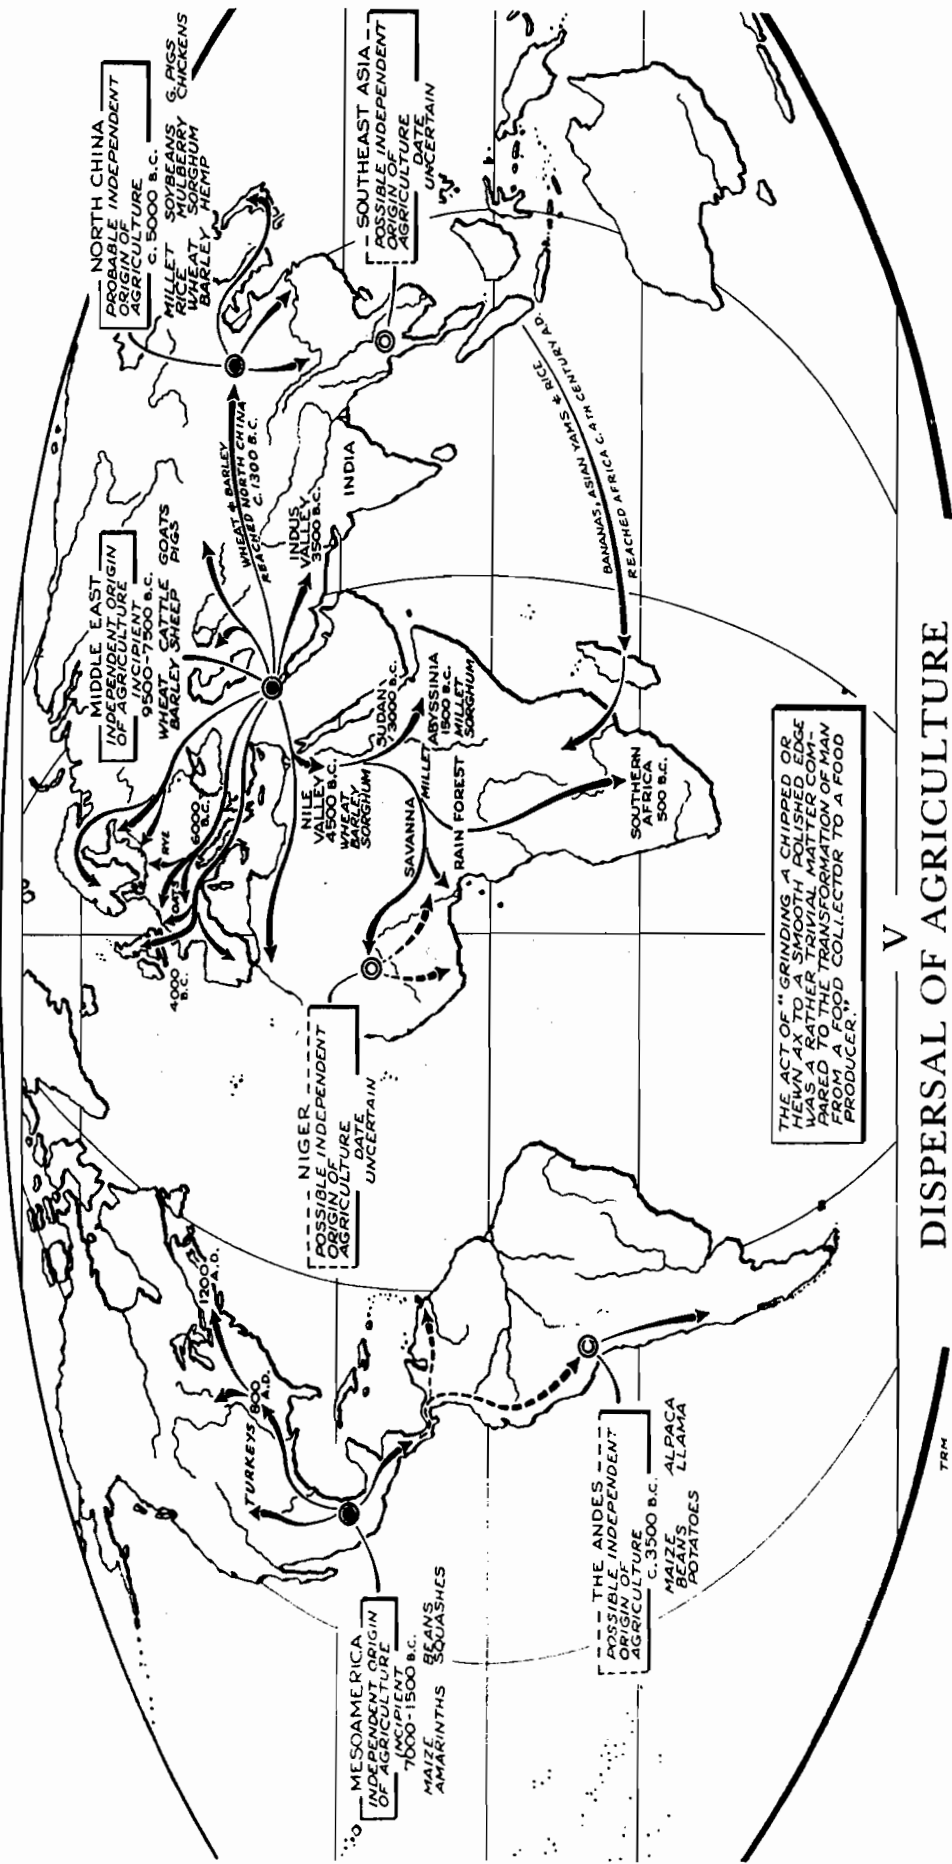 MESOAMERICA
INDEPENDENT ORIGIN
OF AGRICULTURE
INCIPIENT
7000-1500 B.C.
MAIZE BEANS
AMARINTHS SQUASHES
TURKEYS
800
A.D.
1200
A.D.
THE ANDES
POSSIBLE INDEPENDENT
ORIGIN OF
AGRICULTURE
C.3500 B.C.
MAIZE ALPACA
BEANS LLAMA
POTATOES
NIGER
POSSIBLE INDEPENDENT
ORIGIN OF
AGRICULTURE
DATE
UNCERTAIN
4000
B.C.
OATS
RYE
6000
B.C.
MIDDLE EAST
INDEPENDENT ORIGIN
OF AGRICULTURE
INCIPIENT
9500-7500 B.C.
WHEAT CATTLE GOATS
BARLEY SHEEP PIGS
NILE
VALLEY
4500 B.C.
WHEAT
BARLEY
SORGHUM
SUDAN
3000 B.C.
ABYSSINIA
1500 B.C.
MILLET
SORGHUM
SAVANNA
MILLET
RAIN FOREST
SOUTHERN
AFRICA
500 B.C.
WHEAT & BARLEY
REACHED NORTH CHINA
C.1300 B.C.
INDUS
VALLEY
3500 B.C.
INDIA
NORTH CHINA
PROBABLE INDEPENDENT
ORIGIN OF
AGRICULTURE
C. 5000 B.C.
MILLET SOYBEANS G.PIGS
RICE MULBERRY CHICKENS
WHEAT SORGHUM
BARLEY HEMP
SOUTHEAST ASIA
POSSIBLE INDEPENDENT
ORIGIN OF
AGRICULTURE
DATE
UNCERTAIN
BANANAS, ASIAN YAMS & RICE
REACHED AFRICA C. 4TH CENTURY A.D.
THE ACT OF "GRINDING A CHIPPED OR
HEWN AX TO A SMOOTH POLISHED EDGE
WAS A RATHER TRIVIAL MATTER COM-
PARED TO THE TRANSFORMATION OF MAN
FROM A FOOD COLLECTOR TO A FOOD
PRODUCER."
V
DISPERSAL OF AGRICULTURE
TRM